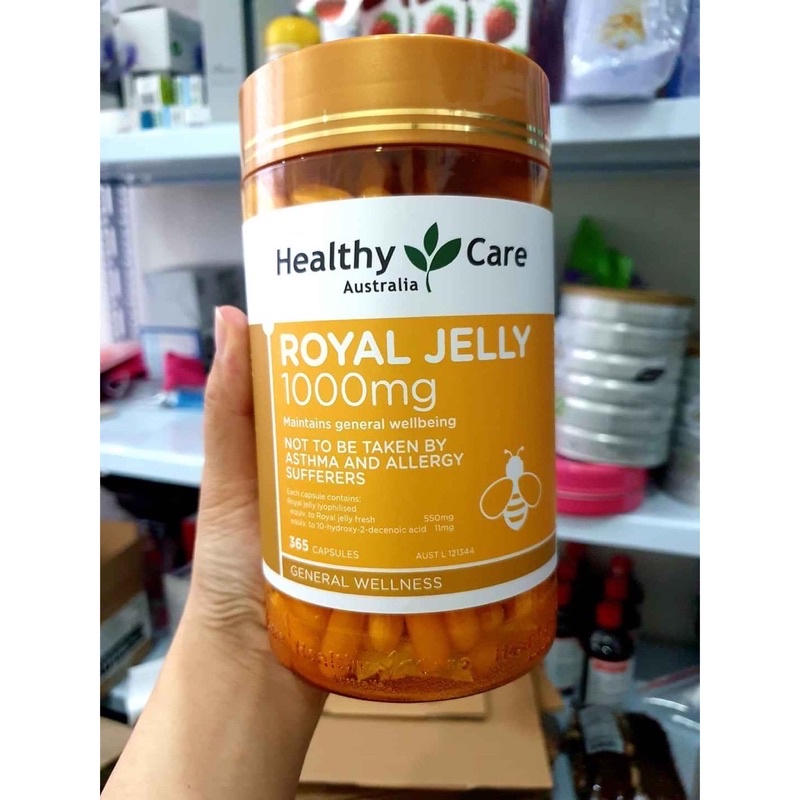 Healthy Care
Australia
ROYAL JELLY
1000mg
Maintains general wellbeing
NOT TO BE TAKEN BY
ASTHMA AND ALLERGY
SUFFERERS
Each capsule contains:
Royal jelly lyophilised
equiv. to Royal jelly fresh 550mg
equiv. to 10-hydroxy-2-decenoic acid 11mg
365 CAPSULES AUST L 121344
GENERAL WELLNESS